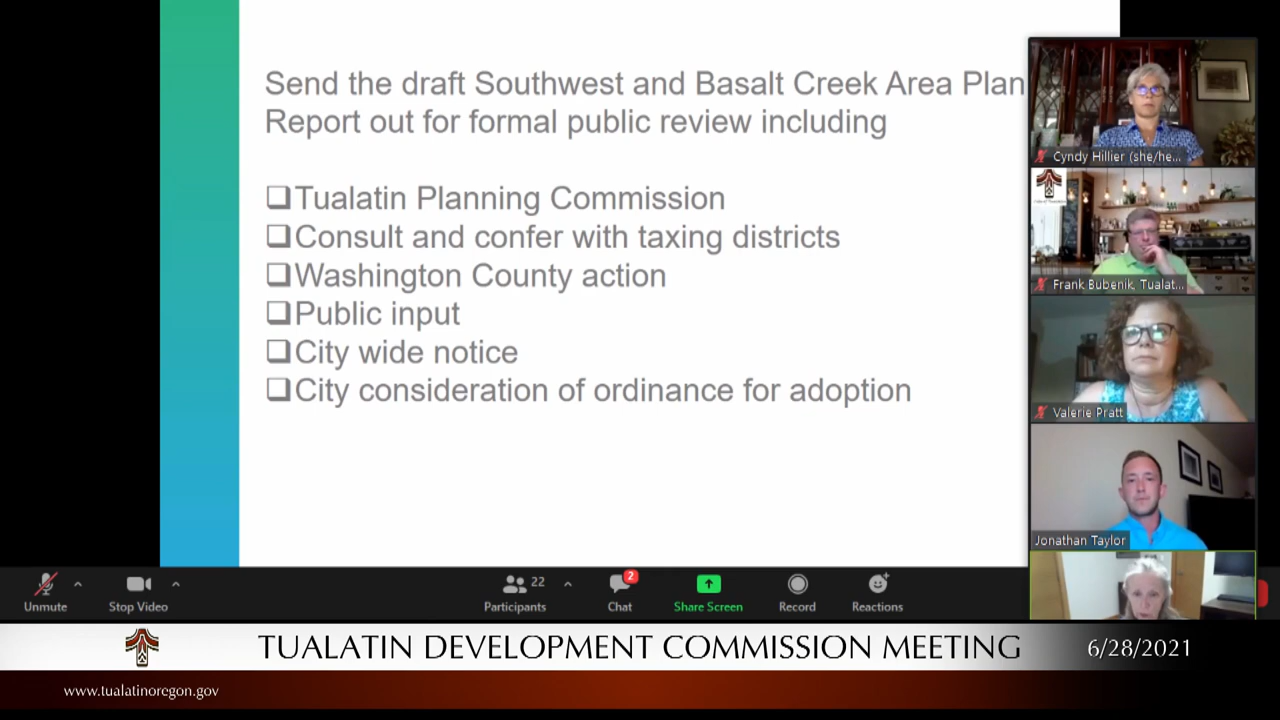 Send the draft Southwest and Basalt Creek Area Plan
Report out for formal public review including
Tualatin Planning Commission
Consult and confer with taxing districts
Washington County action
Public input
City wide notice
City consideration of ordinance for adoption
Cyndy Hillier (she/he...
Frank Bubenik, Tualat...
Valerie Pratt
Jonathan Taylor
Unmute
Stop Video
22
Participants
2
Chat
Share Screen
Record
Reactions
TUALATIN DEVELOPMENT COMMISSION MEETING
6/28/2021
www.tualatinoregon.gov